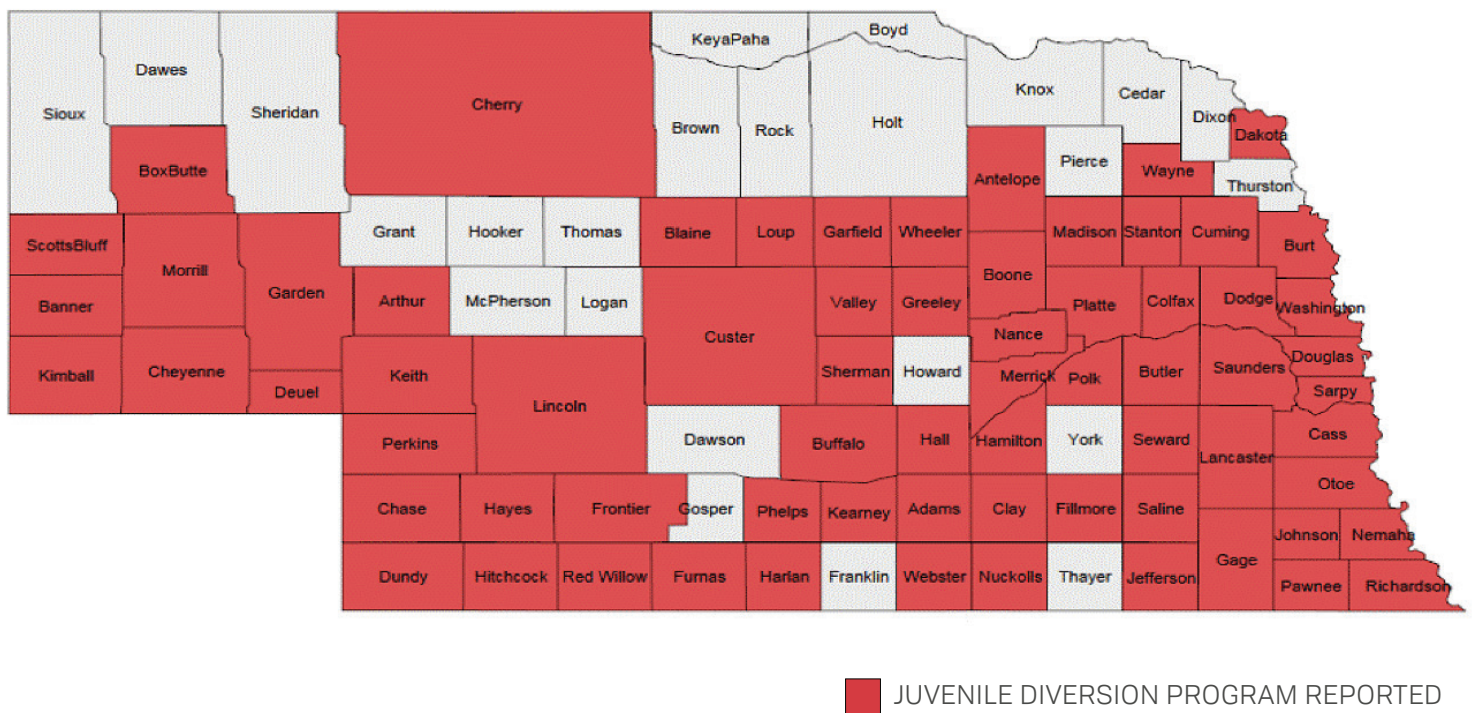 KeyaPaha
Boyd
Dawes
Sioux
Sheridan
Cherry
Knox
Cedar
Brown
Rock
Holt
Dixon
Dakota
BoxButte
Antelope
Pierce
Wayne
Thurston
ScottsBluff
Morrill
Grant
Hooker
Thomas
Blaine
Loup
Garfield
Wheeler
Madison
Stanton
Cuming
Burt
Banner
Garden
Arthur
McPherson
Logan
Custer
Valley
Greeley
Boone
Platte
Colfax
Dodge
Washington
Kimball
Cheyenne
Deuel
Keith
Lincoln
Sherman
Howard
Nance
Merrick
Polk
Butler
Saunders
Douglas
Sarpy
Perkins
Dawson
Buffalo
Hall
Hamilton
York
Seward
Lancaster
Cass
Otoe
Chase
Hayes
Frontier
Gosper
Phelps
Kearney
Adams
Clay
Fillmore
Saline
Gage
Johnson
Nemaha
Dundy
Hitchcock
Red Willow
Furnas
Harlan
Franklin
Webster
Nuckolls
Thayer
Jefferson
Pawnee
Richardson
JUVENILE DIVERSION PROGRAM REPORTED